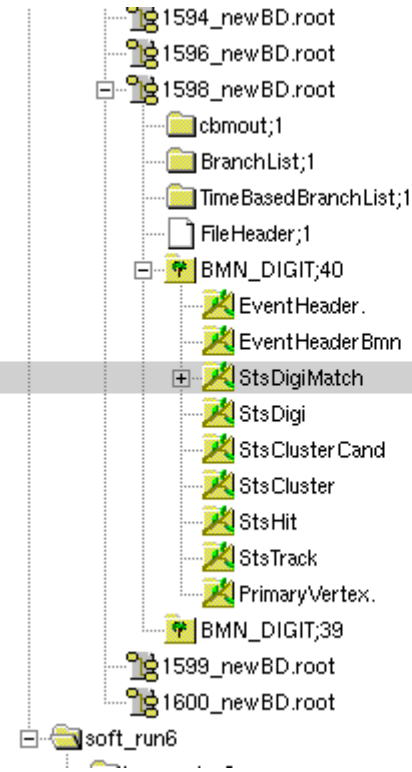 1594_newBD.root
1596_newBD.root
1598_newBD.root
cbmout;1
BranchList;1
TimeBasedBranchList;1
FileHeader;1
BMN_DIGIT;40
EventHeader.
EventHeaderBmn
StsDigiMatch
StsDigi
StsClusterCand
StsCluster
StsHit
StsTrack
PrimaryVertex.
BMN_DIGIT;39
1599_newBD.root
1600_newBD.root
soft_run6